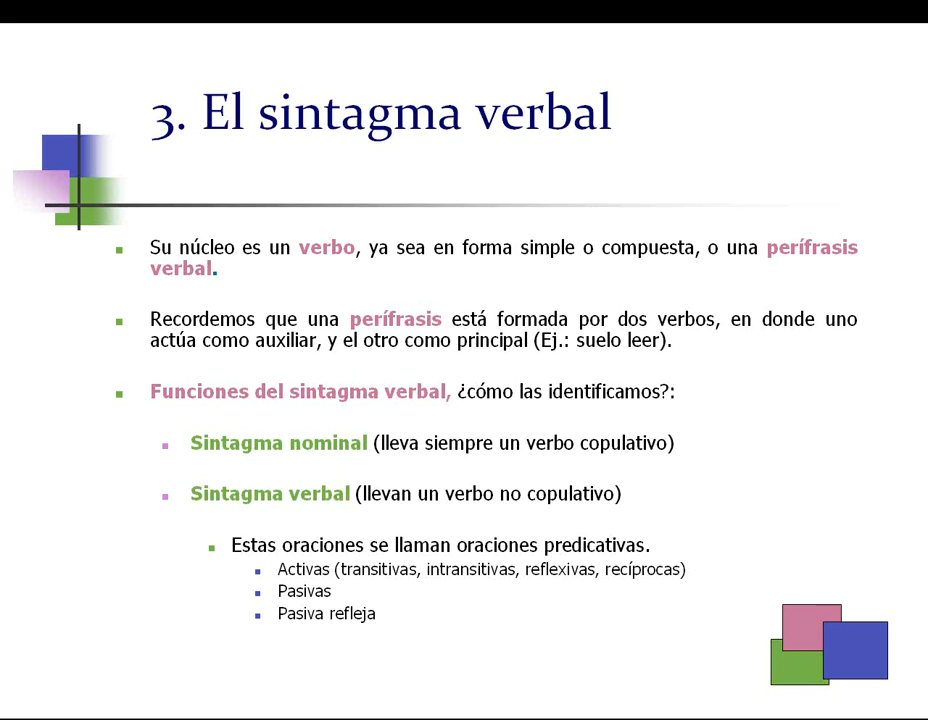 3. El sintagma verbal
Su núcleo es un verbo, ya sea en forma simple o compuesta, o una perífrasis
verbal.
Recordemos que una perífrasis está formada por dos verbos, en donde uno
actúa como auxiliar, y el otro como principal (Ej.: suelo leer).
Funciones del sintagma verbal, ¿cómo las identificamos?:
Sintagma nominal (lleva siempre un verbo copulativo)
Sintagma verbal (llevan un verbo no copulativo)
Estas oraciones se llaman oraciones predicativas.
Activas (transitivas, intransitivas, reflexivas, recíprocas)
Pasivas
Pasiva refleja